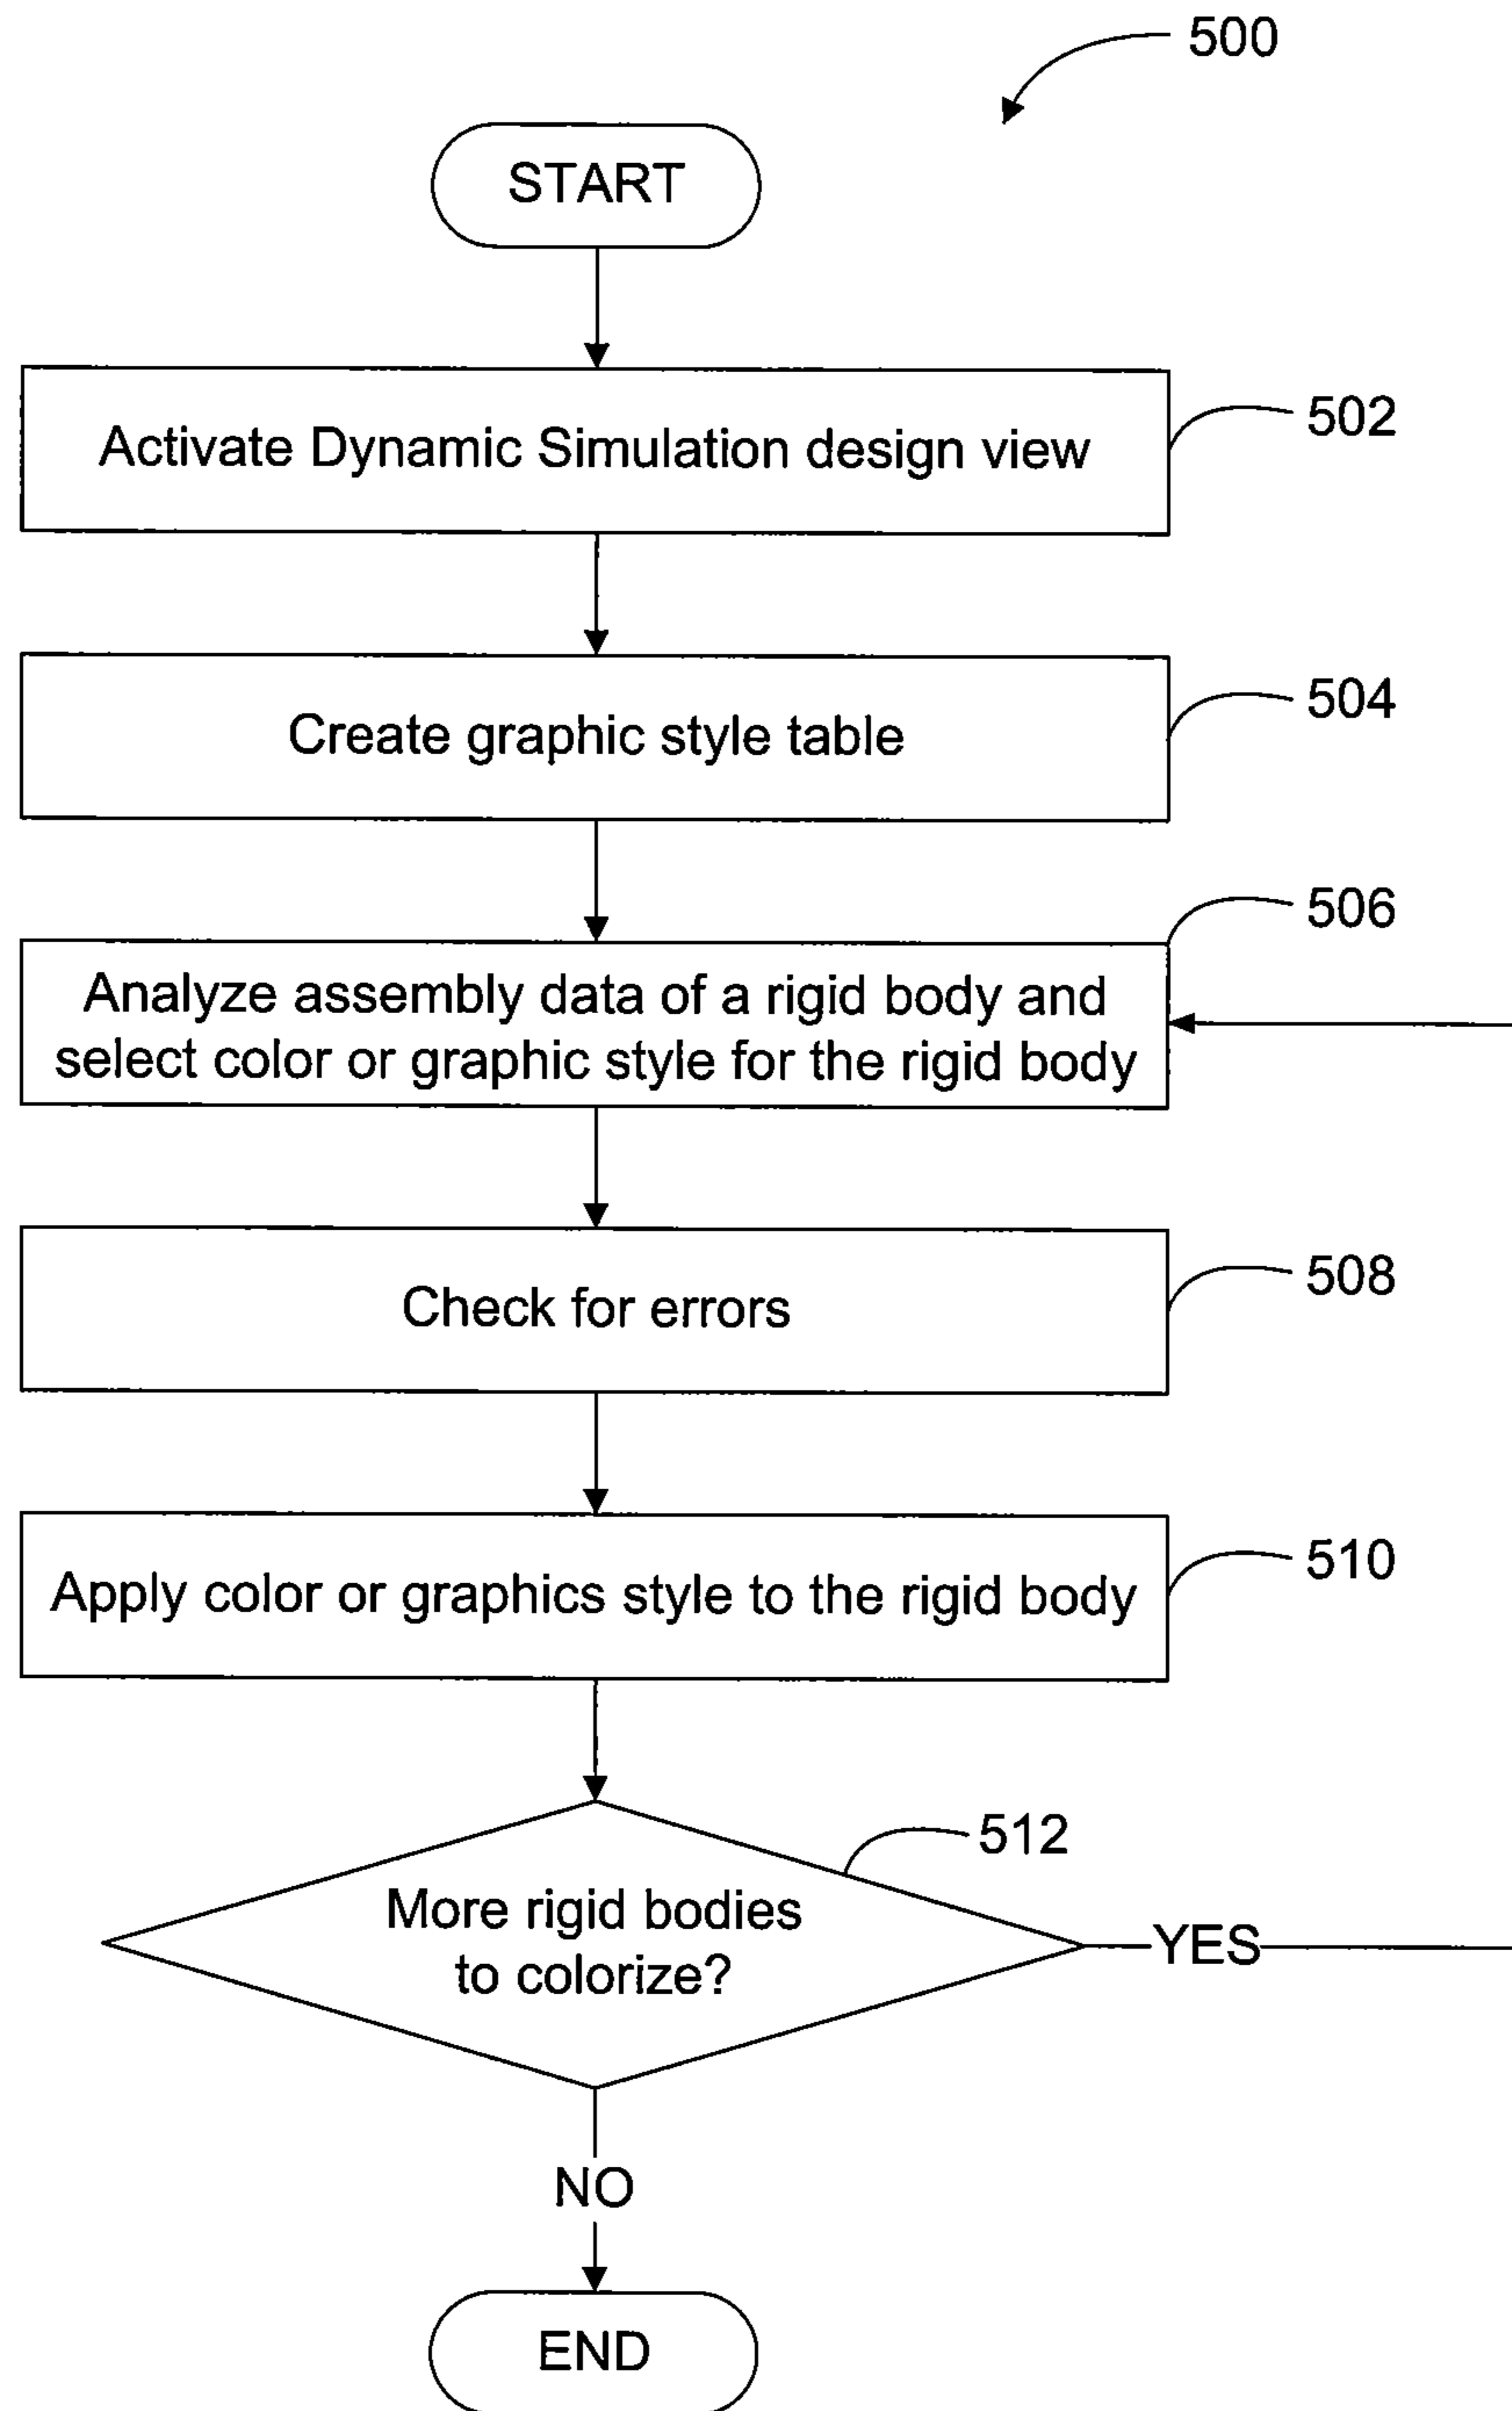 500
START
Activate Dynamic Simulation design view
502
Create graphic style table
504
506
Analyze assembly data of a rigid body and
select color or graphic style for the rigid body
Check for errors
508
Apply color or graphics style to the rigid body
510
512
More rigid bodies
to colorize?
YES
NO
END